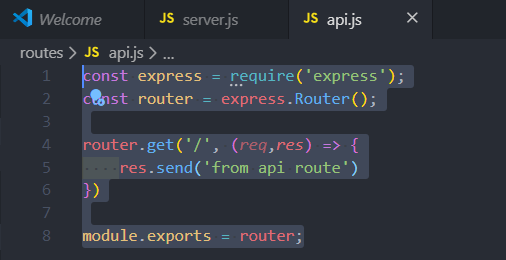 Welcome JS server.js JS api.js
routes > JS api.js > ...
1 const express = require('express');
2 const router = express.Router();
3
4 router.get('/', (req,res) => {
5 ····res.send('from api route')
6 })
7
8 module.exports = router;